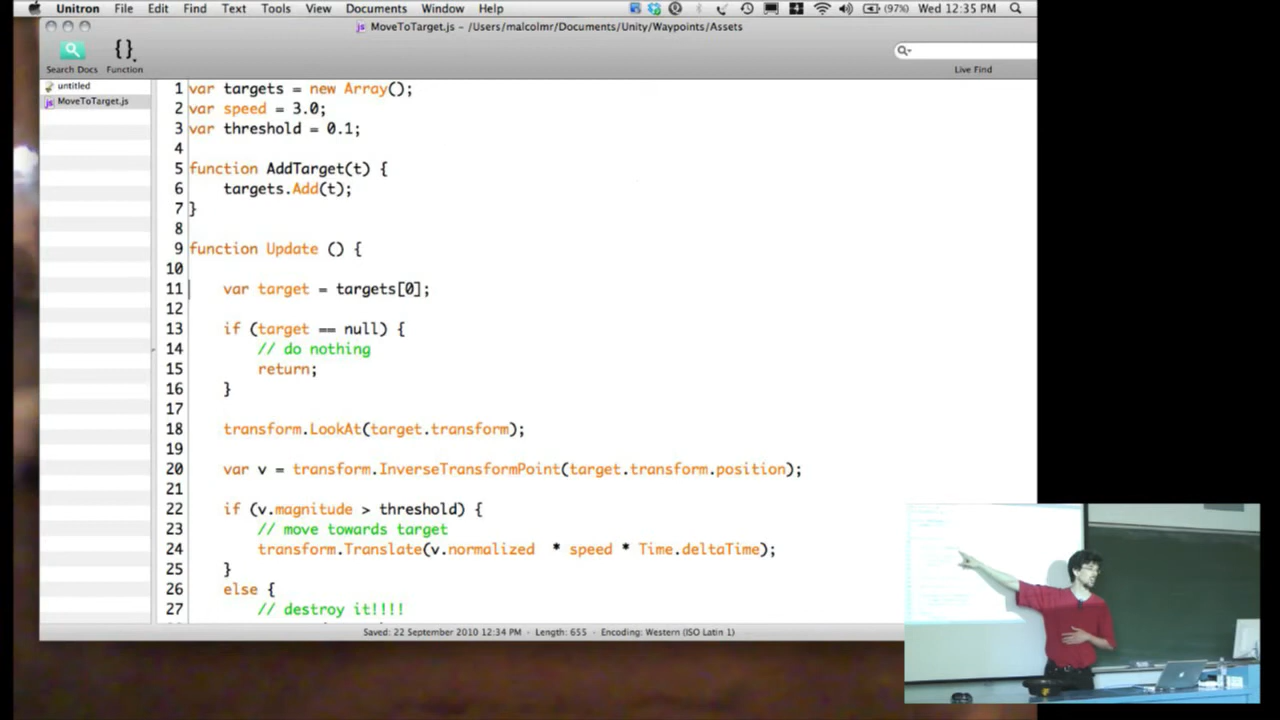 Unitron File Edit Find Text Tools View Documents Window Help (97%) Wed 12:35 PM
MoveToTarget.js - /Users/malcolmr/Documents/Unity/Waypoints/Assets
{}
Search Docs Function
Live Find
untitled
MoveToTarget.js
1 var targets = new Array();
2 var speed = 3.0;
3 var threshold = 0.1;
4
5 function AddTarget(t) {
6 targets.Add(t);
7 }
8
9 function Update () {
10
11 var target = targets[0];
12
13 if (target == null) {
14 // do nothing
15 return;
16 }
17
18 transform.LookAt(target.transform);
19
20 var v = transform.InverseTransformPoint(target.transform.position);
21
22 if (v.magnitude > threshold) {
23 // move towards target
24 transform.Translate(v.normalized * speed * Time.deltaTime);
25 }
26 else {
27 // destroy it!!!!
Saved: 22 September 2010 12:34 PM - Length: 655 - Encoding: Western (ISO Latin 1)